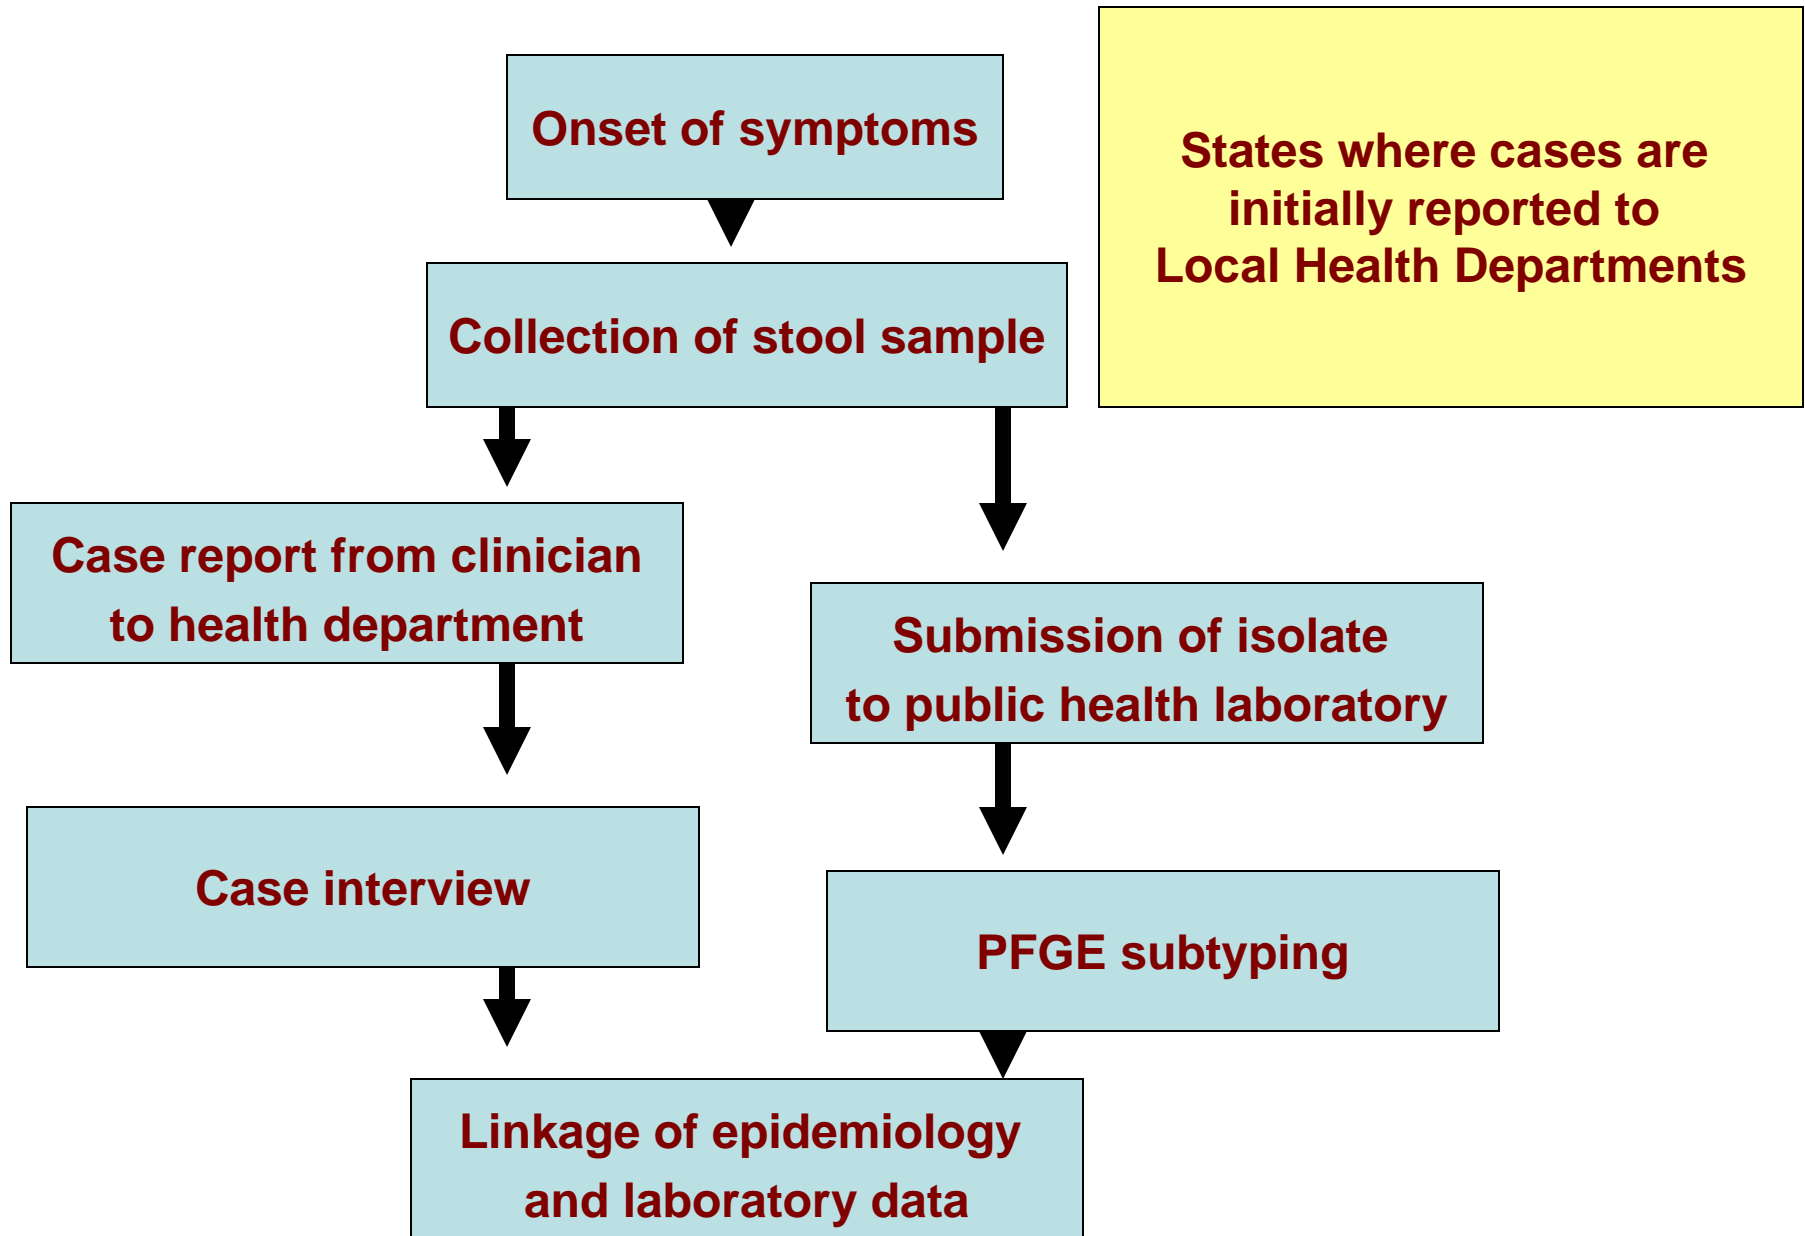 Onset of symptoms
States where cases are
initially reported to
Local Health Departments
Collection of stool sample
Case report from clinician
to health department
Submission of isolate
to public health laboratory
Case interview
PFGE subtyping
Linkage of epidemiology
and laboratory data